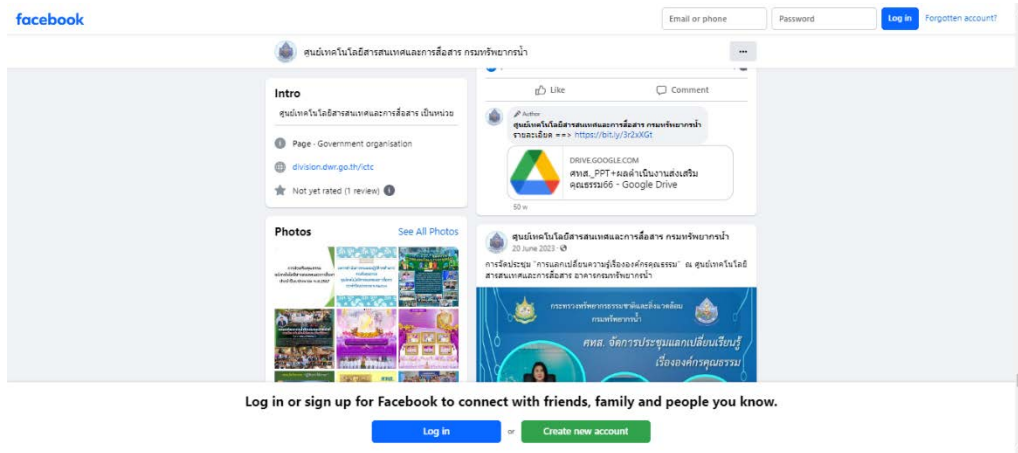 facebook
Email or phone
Password
Log in
Forgotten account?
ศูนย์เทคโนโลยีสารสนเทศและการสื่อสาร กรมทรัพยากรน้ำ
Intro
ศูนย์เทคโนโลยีสารสนเทศและการสื่อสาร เป็นหน่วย
Page · Government organisation
division.dwr.go.th/ictc
Not yet rated (1 review)
Photos
See All Photos
Like
Comment
Author
ศูนย์เทคโนโลยีสารสนเทศและการสื่อสาร กรมทรัพยากรน้ำ
รายละเอียด ==> https://bit.ly/3r2xXGt
DRIVE.GOOGLE.COM
ศทส._PPT+ผลดำเนินงานส่งเสริม
คุณธรรม66 - Google Drive
50 w
ศูนย์เทคโนโลยีสารสนเทศและการสื่อสาร กรมทรัพยากรน้ำ
20 June 2023
การจัดประชุม "การแลกเปลี่ยนความรู้เรื่ององค์กรคุณธรรม" ณ ศูนย์เทคโนโลยี
สารสนเทศและการสื่อสาร อาคารกรมทรัพยากรน้ำ
กระทรวงทรัพยากรธรรมชาติและสิ่งแวดล้อม
กรมทรัพยากรน้ำ
ศทส. จัดการประชุมแลกเปลี่ยนเรียนรู้
เรื่ององค์กรคุณธรรม
Log in or sign up for Facebook to connect with friends, family and people you know.
Log in
or
Create new account